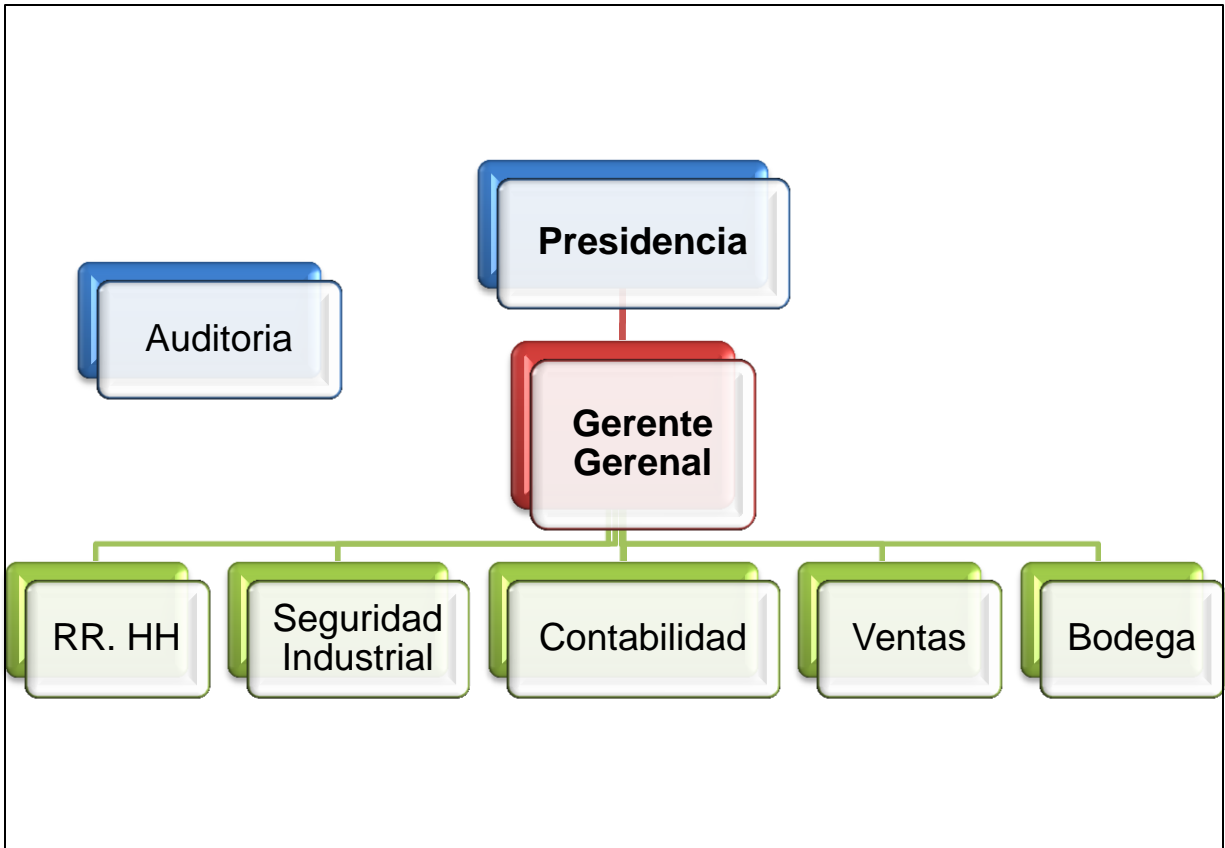 Presidencia
Auditoria
Gerente
Gerenal
RR. HH
Seguridad
Industrial
Contabilidad
Ventas
Bodega